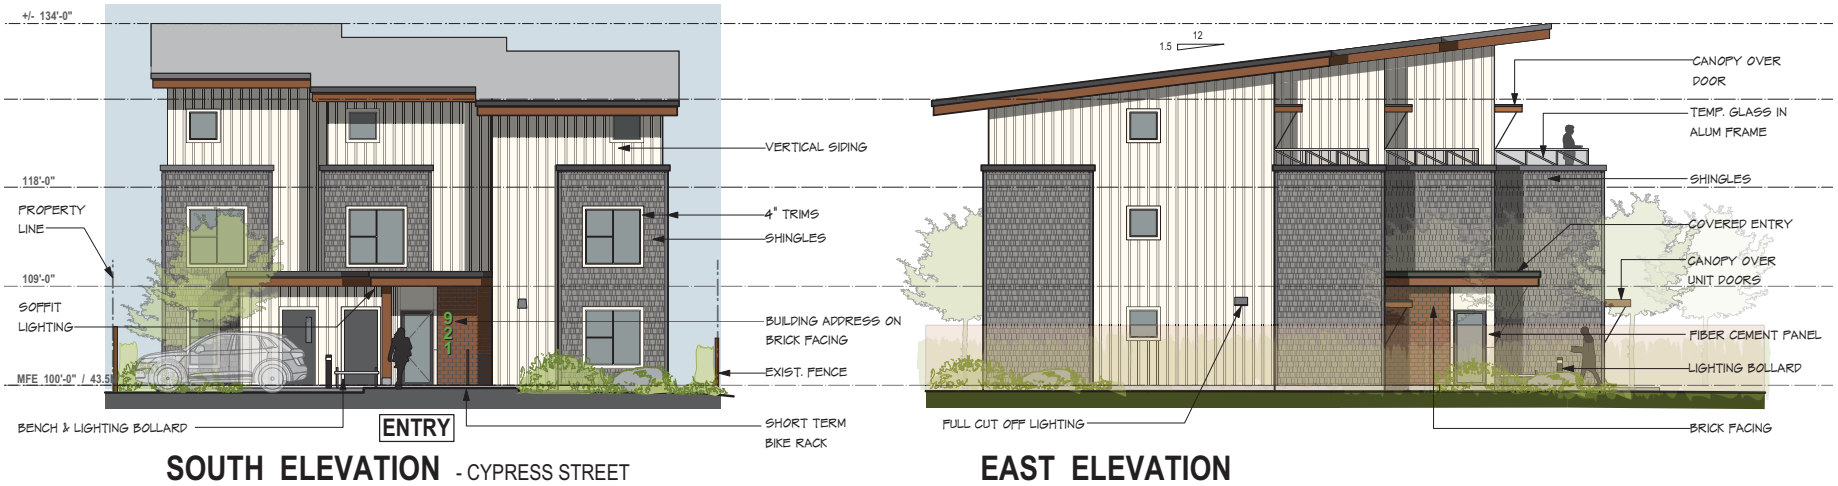 +/- 134'-0"
118'-0"
PROPERTY
LINE
109'-0"
SOFFIT
LIGHTING
MFE 100'-0" / 43.5
BENCH & LIGHTING BOLLARD
ENTRY
9
2
1
VERTICAL SIDING
4" TRIMS
SHINGLES
BUILDING ADDRESS ON
BRICK FACING
EXIST. FENCE
SHORT TERM
BIKE RACK
SOUTH ELEVATION - CYPRESS STREET
12
1.5
CANOPY OVER
DOOR
TEMP. GLASS IN
ALUM FRAME
SHINGLES
COVERED ENTRY
CANOPY OVER
UNIT DOORS
FIBER CEMENT PANEL
LIGHTING BOLLARD
FULL CUT OFF LIGHTING
BRICK FACING
EAST ELEVATION